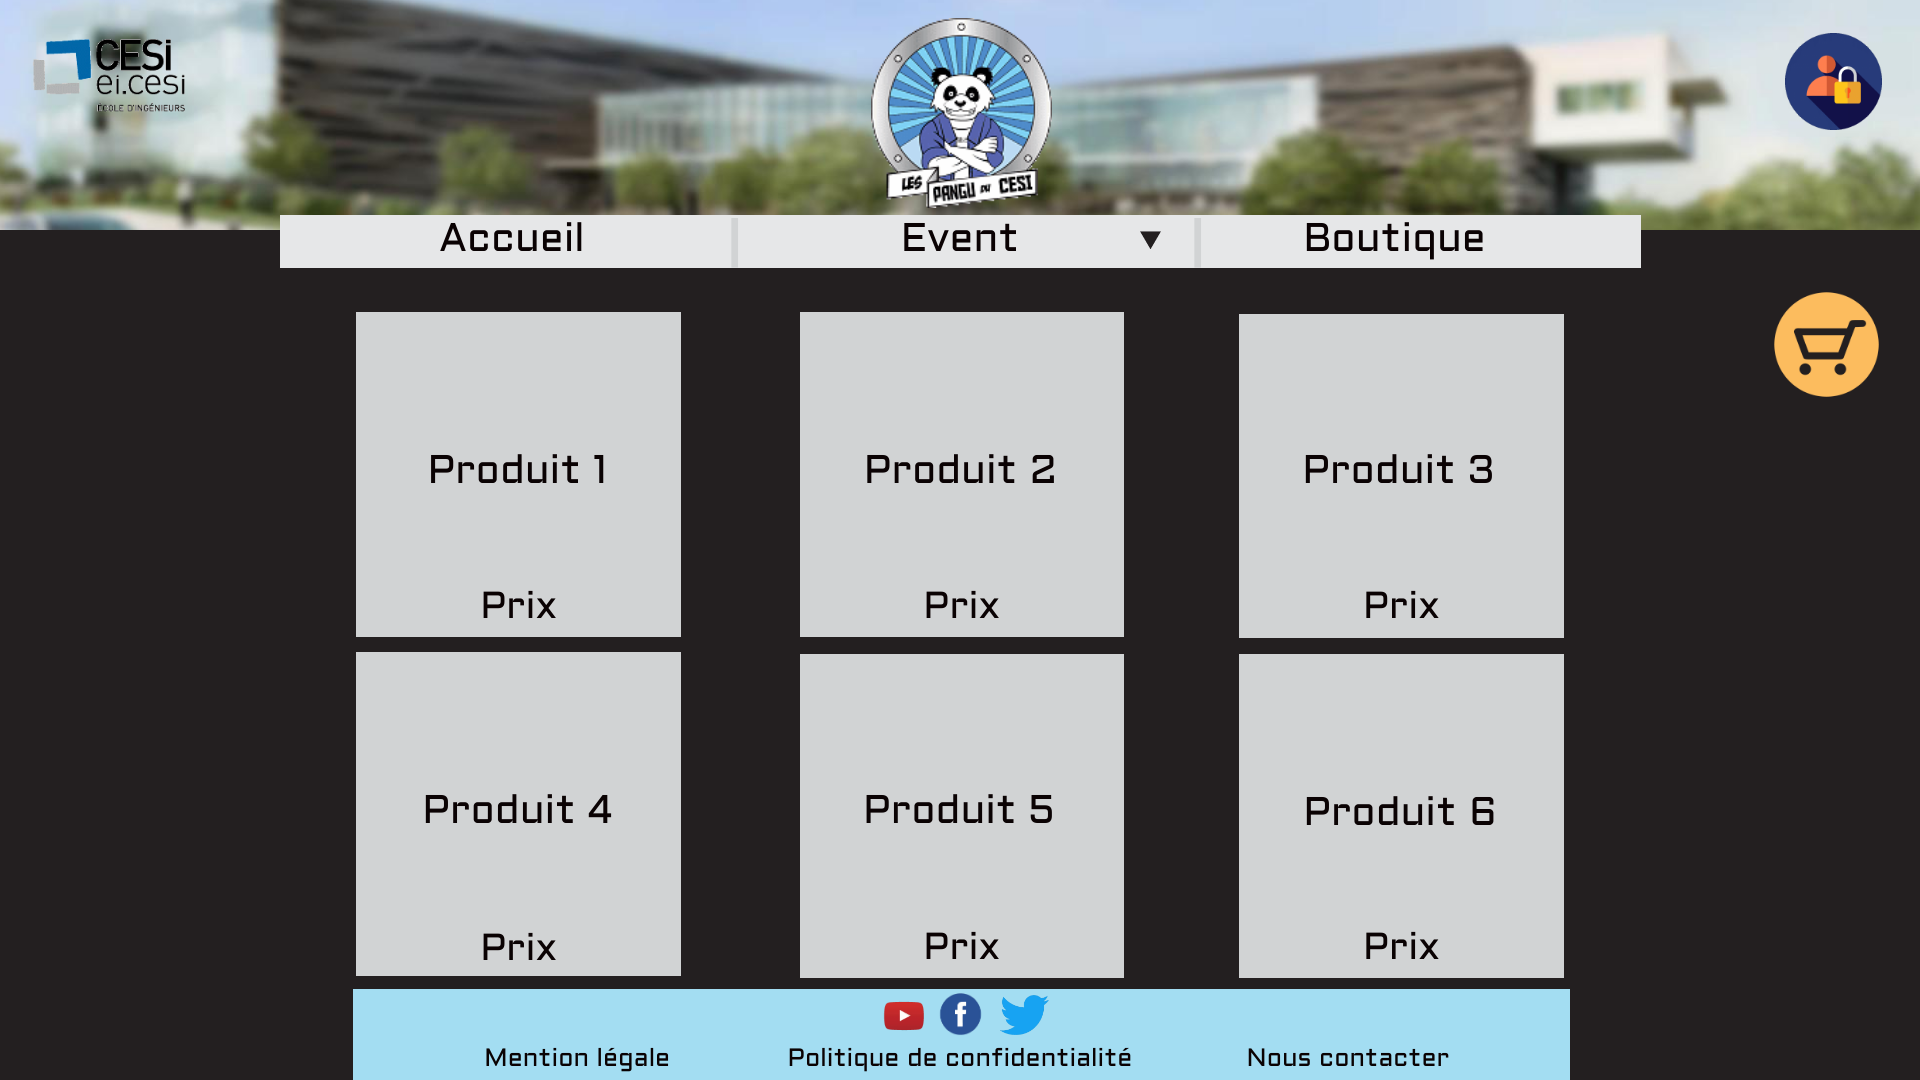 CESi
ei.cesi
ÉCOLE D'INGÉNIEURS
LES PANGU DU CESI
Accueil Event Boutique
Produit 1 Produit 2 Produit 3
Prix Prix Prix
Produit 4 Produit 5 Produit 6
Prix Prix Prix
Mention légale Politique de confidentialité Nous contacter